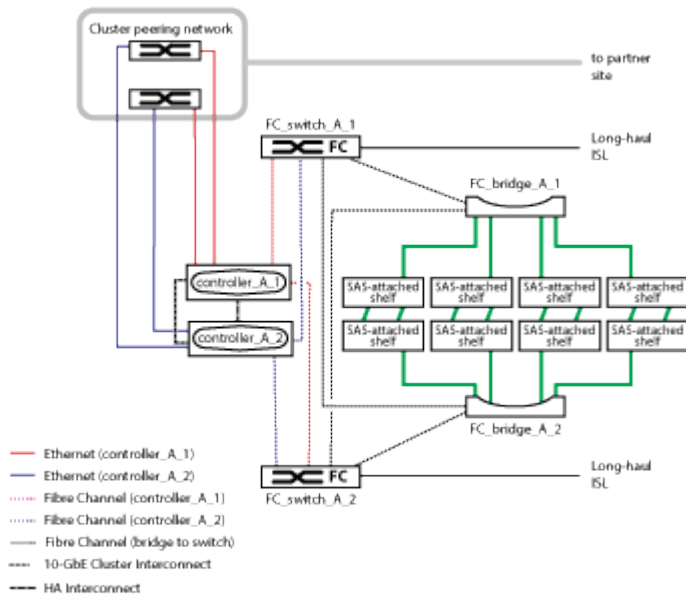 Cluster peering network
to partner
site
FC_switch_A_1
FC
Long-haul
ISL
FC_bridge_A_1
controller_A_1
SAS-attached
shelf
SAS-attached
shelf
SAS-attached
shelf
SAS-attached
shelf
controller_A_2
SAS-attached
shelf
SAS-attached
shelf
SAS-attached
shelf
SAS-attached
shelf
FC_bridge_A_2
FC
FC_switch_A_2
Long-haul
ISL
Ethernet (controller_A_1)
Ethernet (controller_A_2)
Fibre Channel (controller_A_1)
Fibre Channel (controller_A_2)
Fibre Channel (bridge to switch)
10-GbE Cluster Interconnect
HA Interconnect